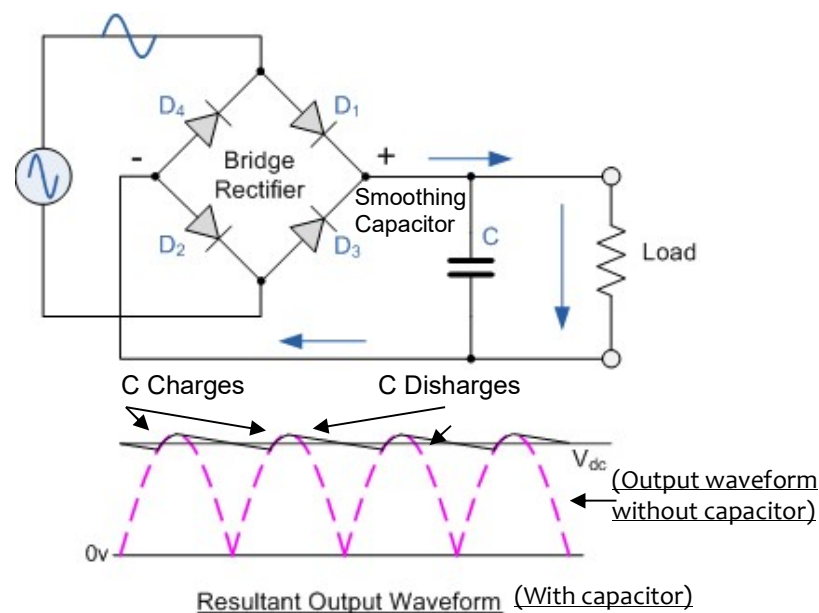 D4
D1
Bridge
Rectifier
-
+
Smoothing
Capacitor
D2
D3
C
Load
C Charges
C Disharges
Vdc
(Output waveform
without capacitor)
0v
Resultant Output Waveform (With capacitor)